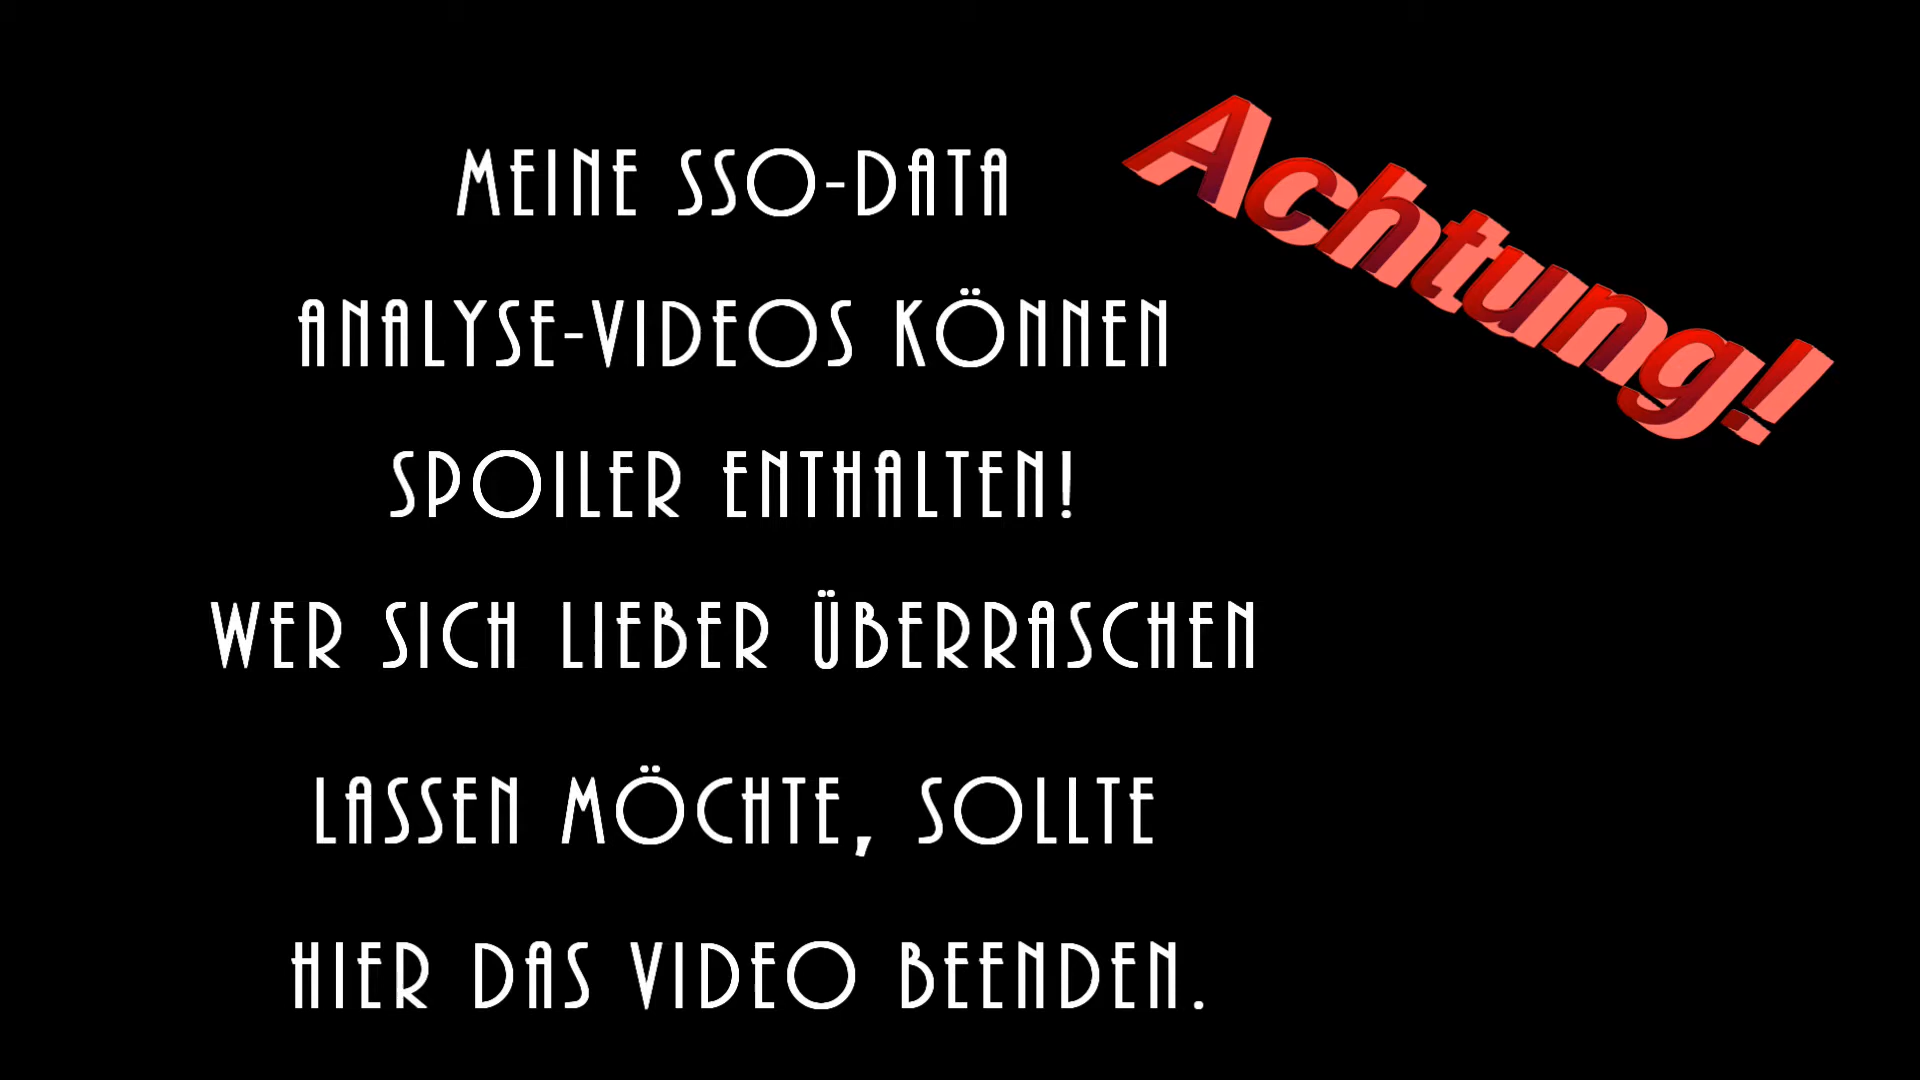 Achtung!
MEINE SSO-DATA
ANALYSE-VIDEOS KÖNNEN
SPOILER ENTHALTEN!
WER SICH LIEBER ÜBERRASCHEN
LASSEN MÖCHTE, SOLLTE
HIER DAS VIDEO BEENDEN.